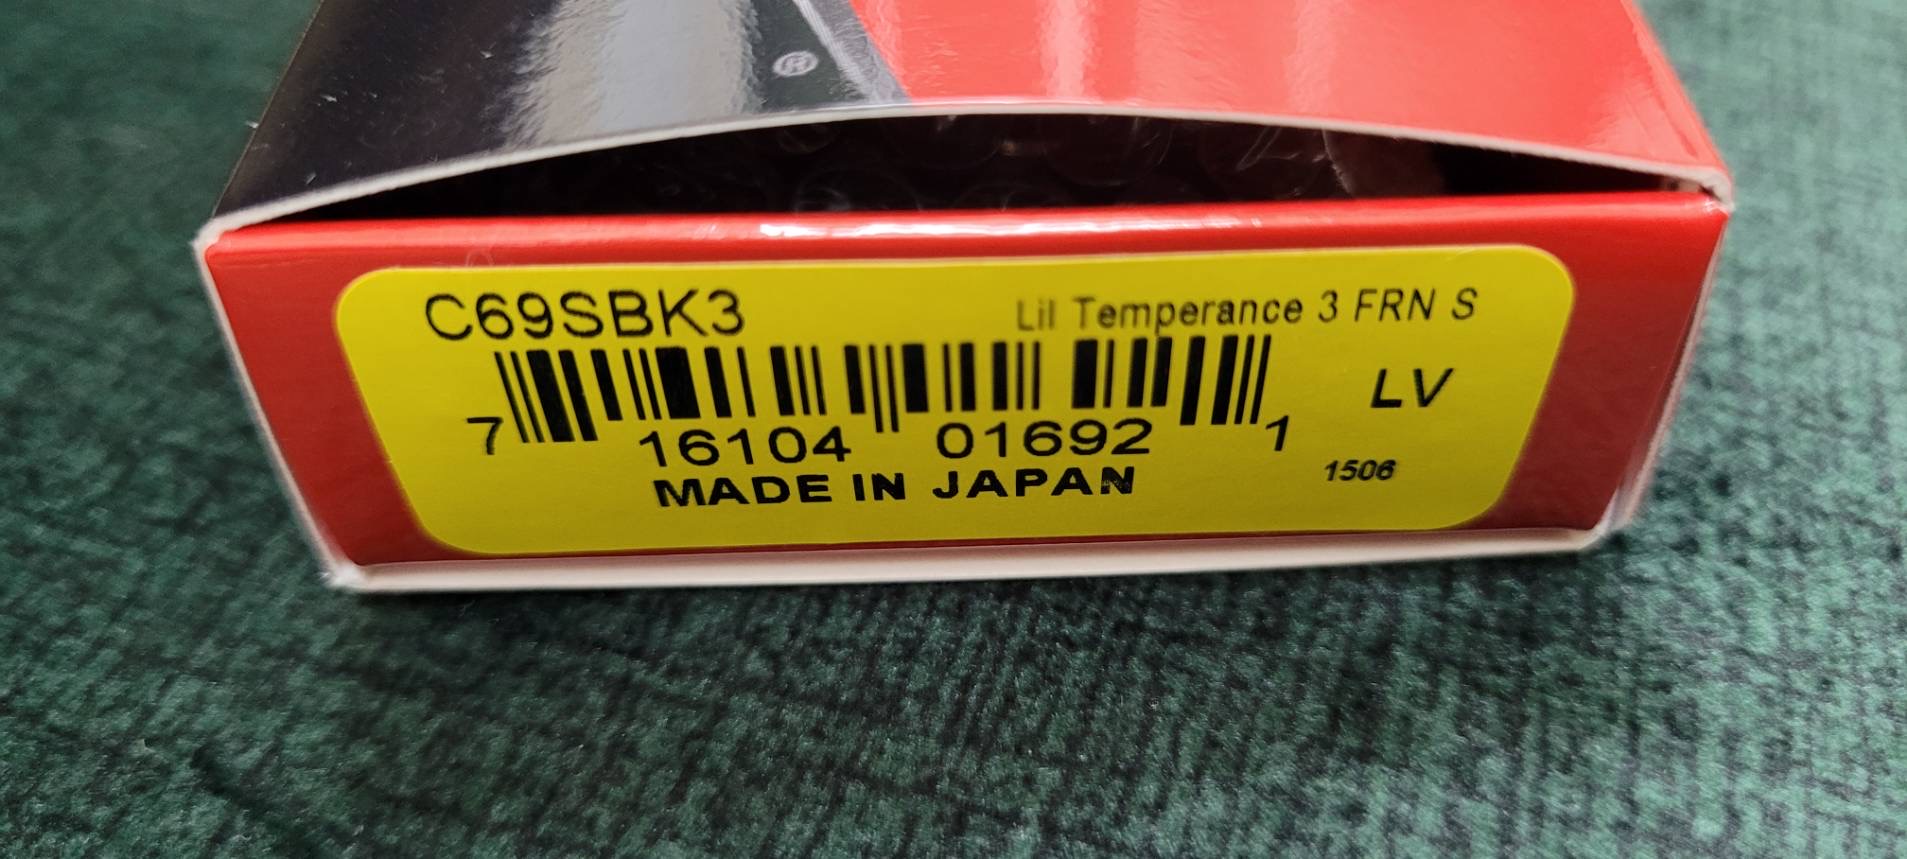 C69SBK3 Lil Temperance 3 FRN S
LV
7 16104 01692 1
1506
MADE IN JAPAN